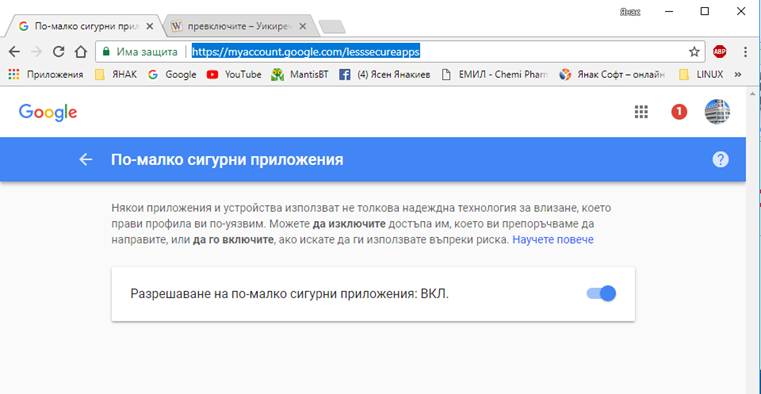 Янак
По-малко сигурни прил
превключите – Уикиреч
Има защита
https://myaccount.google.com/lesssecureapps
ABP
Приложения ЯНАК Google YouTube MantisBT (4) Ясен Янакиев ЕМИЛ - Chemi Pharm Янак Софт – онлайн LINUX »
Google
1
По-малко сигурни приложения
?
Някои приложения и устройства използват не толкова надеждна технология за влизане, което
прави профила ви по-уязвим. Можете да изключите достъпа им, което ви препоръчваме да
направите, или да го включите, ако искате да ги използвате въпреки риска. Научете повече
Разрешаване на по-малко сигурни приложения: ВКЛ.